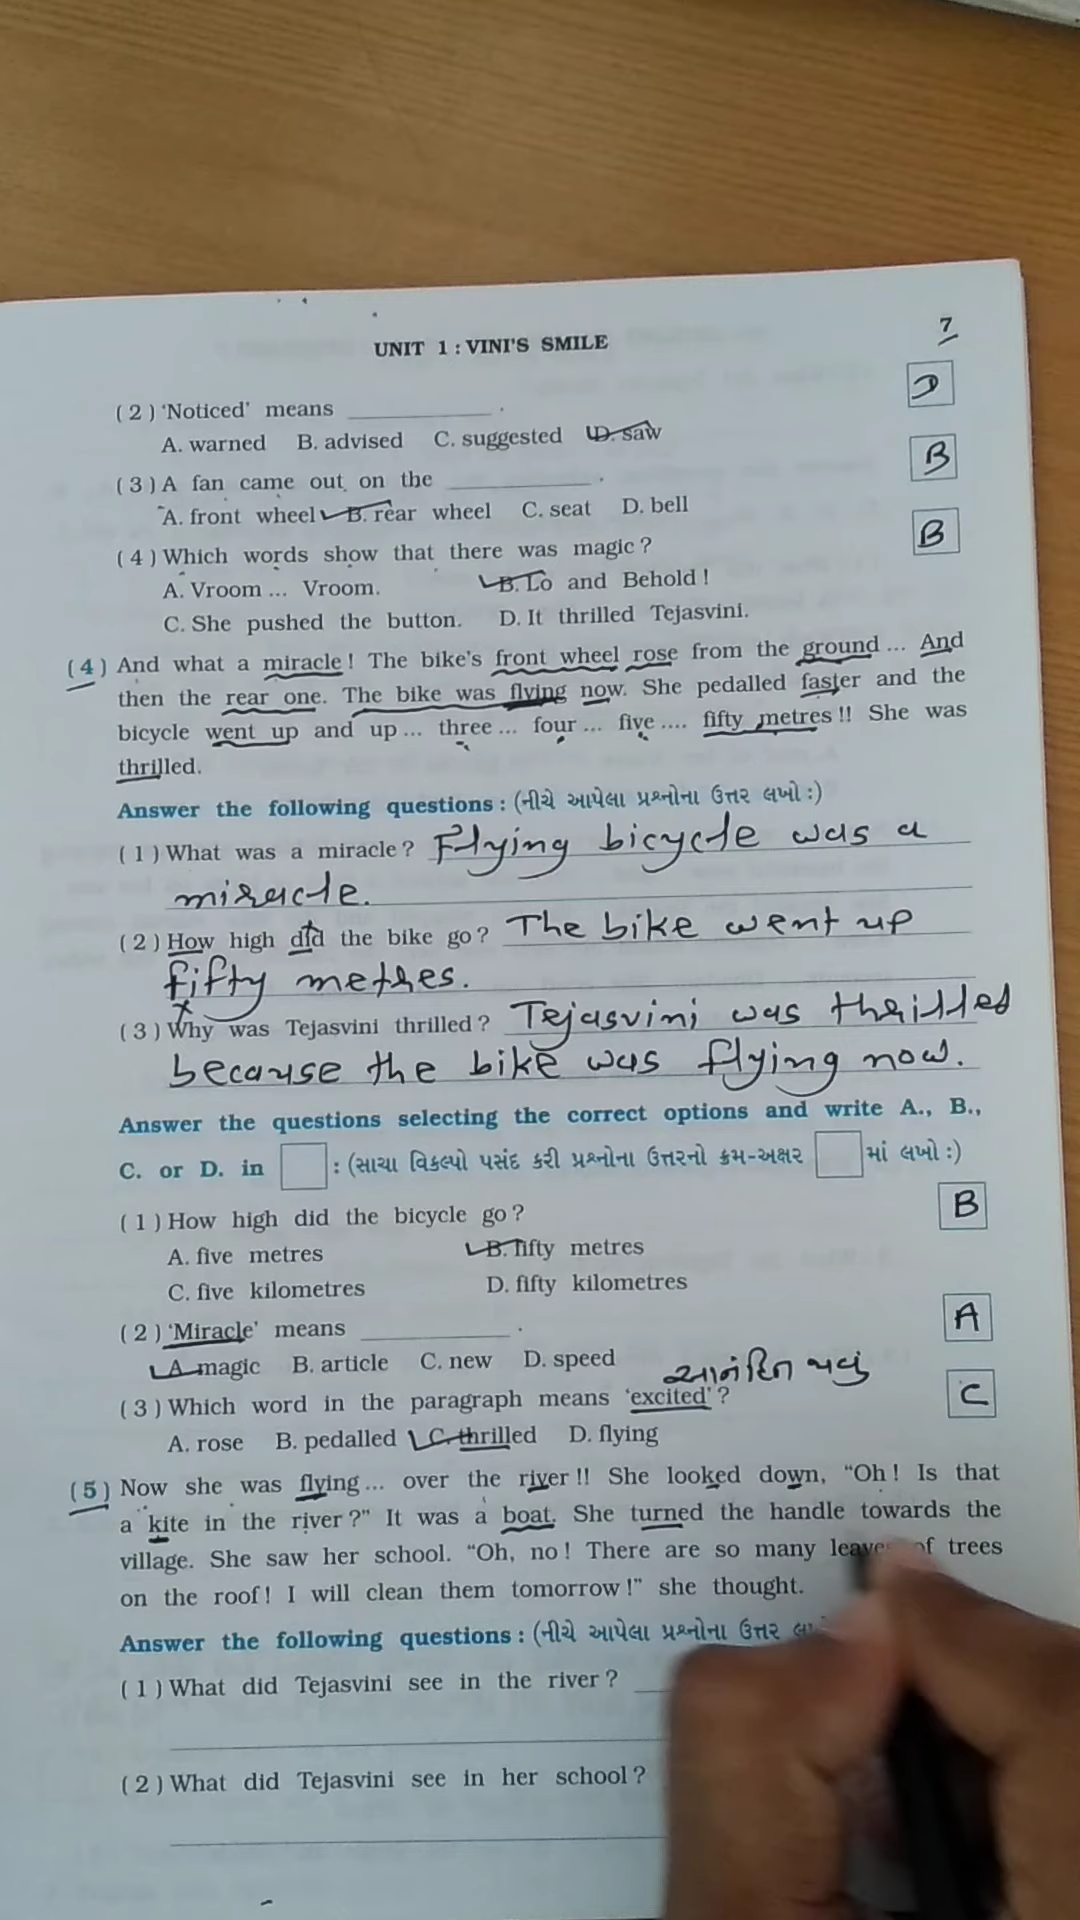 UNIT 1 : VINI'S SMILE
7
( 2 ) ‘Noticed’ means ____________ .
D
A. warned B. advised C. suggested D. saw
( 3 ) A fan came out on the ____________ .
B
A. front wheel B. rear wheel C. seat D. bell
( 4 ) Which words show that there was magic ?
B
A. Vroom ... Vroom. B. Lo and Behold !
C. She pushed the button. D. It thrilled Tejasvini.
( 4 ) And what a miracle ! The bike's front wheel rose from the ground ... And
then the rear one. The bike was flying now. She pedalled faster and the
bicycle went up and up ... three ... four ... five .... fifty metres !! She was
thrilled.
Answer the following questions : (નીચે આપેલા પ્રશ્નોના ઉત્તર લખો :)
( 1 ) What was a miracle ? Flying bicycle was a
miracle.
( 2 ) How high did the bike go ? The bike went up
fifty metres.
( 3 ) Why was Tejasvini thrilled ? Tejasvini was thrilled
because the bike was flying now.
Answer the questions selecting the correct options and write A., B.,
C. or D. in : (સાચા વિકલ્પો પસંદ કરી પ્રશ્નોના ઉત્તરનો ક્રમ-અક્ષર માં લખો :)
( 1 ) How high did the bicycle go ?
B
A. five metres B. fifty metres
C. five kilometres D. fifty kilometres
( 2 ) ‘Miracle’ means ____________ .
A
A. magic B. article C. new D. speed
આનંદિત થવું
( 3 ) Which word in the paragraph means ‘excited’ ?
C
A. rose B. pedalled C. thrilled D. flying
( 5 ) Now she was flying ... over the river !! She looked down, “Oh ! Is that
a kite in the river ?” It was a boat. She turned the handle towards the
village. She saw her school. “Oh, no ! There are so many leaves of trees
on the roof ! I will clean them tomorrow !” she thought.
Answer the following questions : (નીચે આપેલા પ્રશ્નોના ઉત્તર
( 1 ) What did Tejasvini see in the river ?
( 2 ) What did Tejasvini see in her school ?